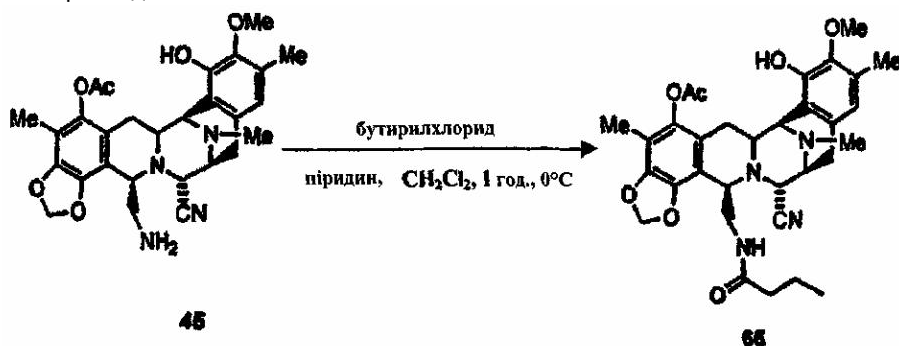 OMe
HO
Me
OAc
Me
N
Me
N
O
O
CN
NH₂
45
бутирилхлорид
піридин, CH₂Cl₂, 1 год., 0°C
OMe
HO
Me
OAc
Me
N
Me
N
O
O
CN
NH
O
65